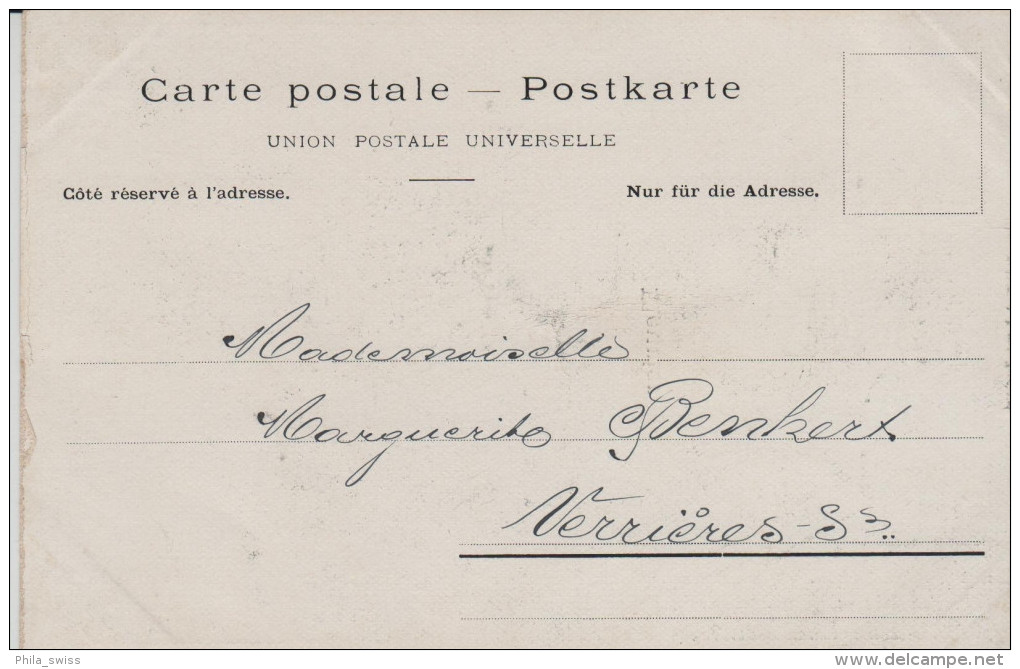 Carte postale — Postkarte
UNION POSTALE UNIVERSELLE
Côté réservé à l'adresse. Nur für die Adresse.
Mademoiselle
Marguerite Benkert
Verrières-Ss.
Phila_swiss
delcampe.net